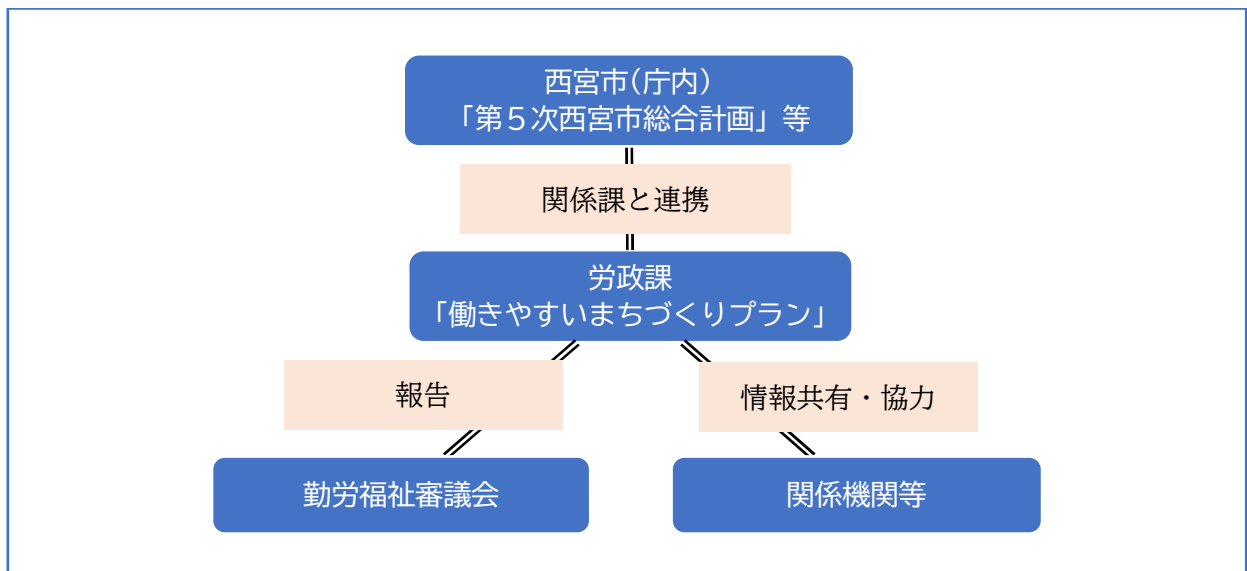 西宮市(庁内)
「第５次西宮市総合計画」等
関係課と連携
労政課
「働きやすいまちづくりプラン」
報告
情報共有・協力
勤労福祉審議会
関係機関等